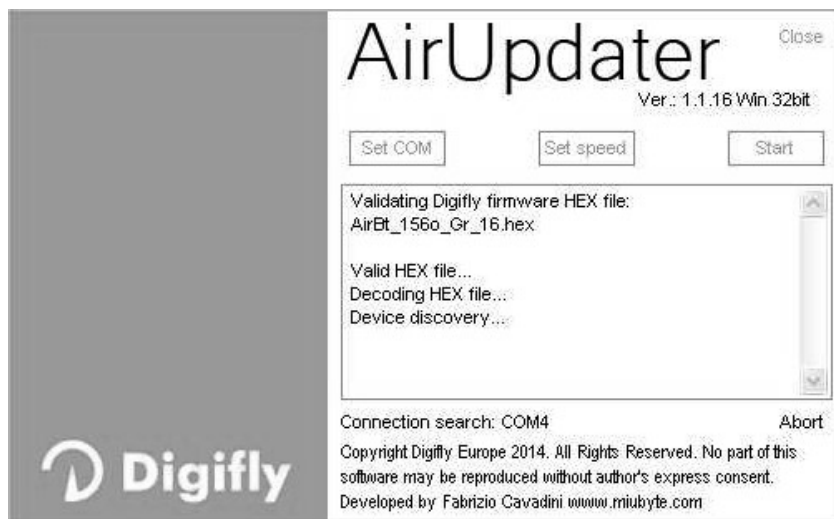 AirUpdater
Close
Ver.: 1.1.16 Win 32bit
Set COM
Set speed
Start
Validating Digifly firmware HEX file:
AirBt_156o_Gr_16.hex
Valid HEX file...
Decoding HEX file...
Device discovery...
Connection search: COM4
Abort
Copyright Digifly Europe 2014. All Rights Reserved. No part of this
software may be reproduced without author's express consent.
Developed by Fabrizio Cavadini wwww.miubyte.com
Digifly